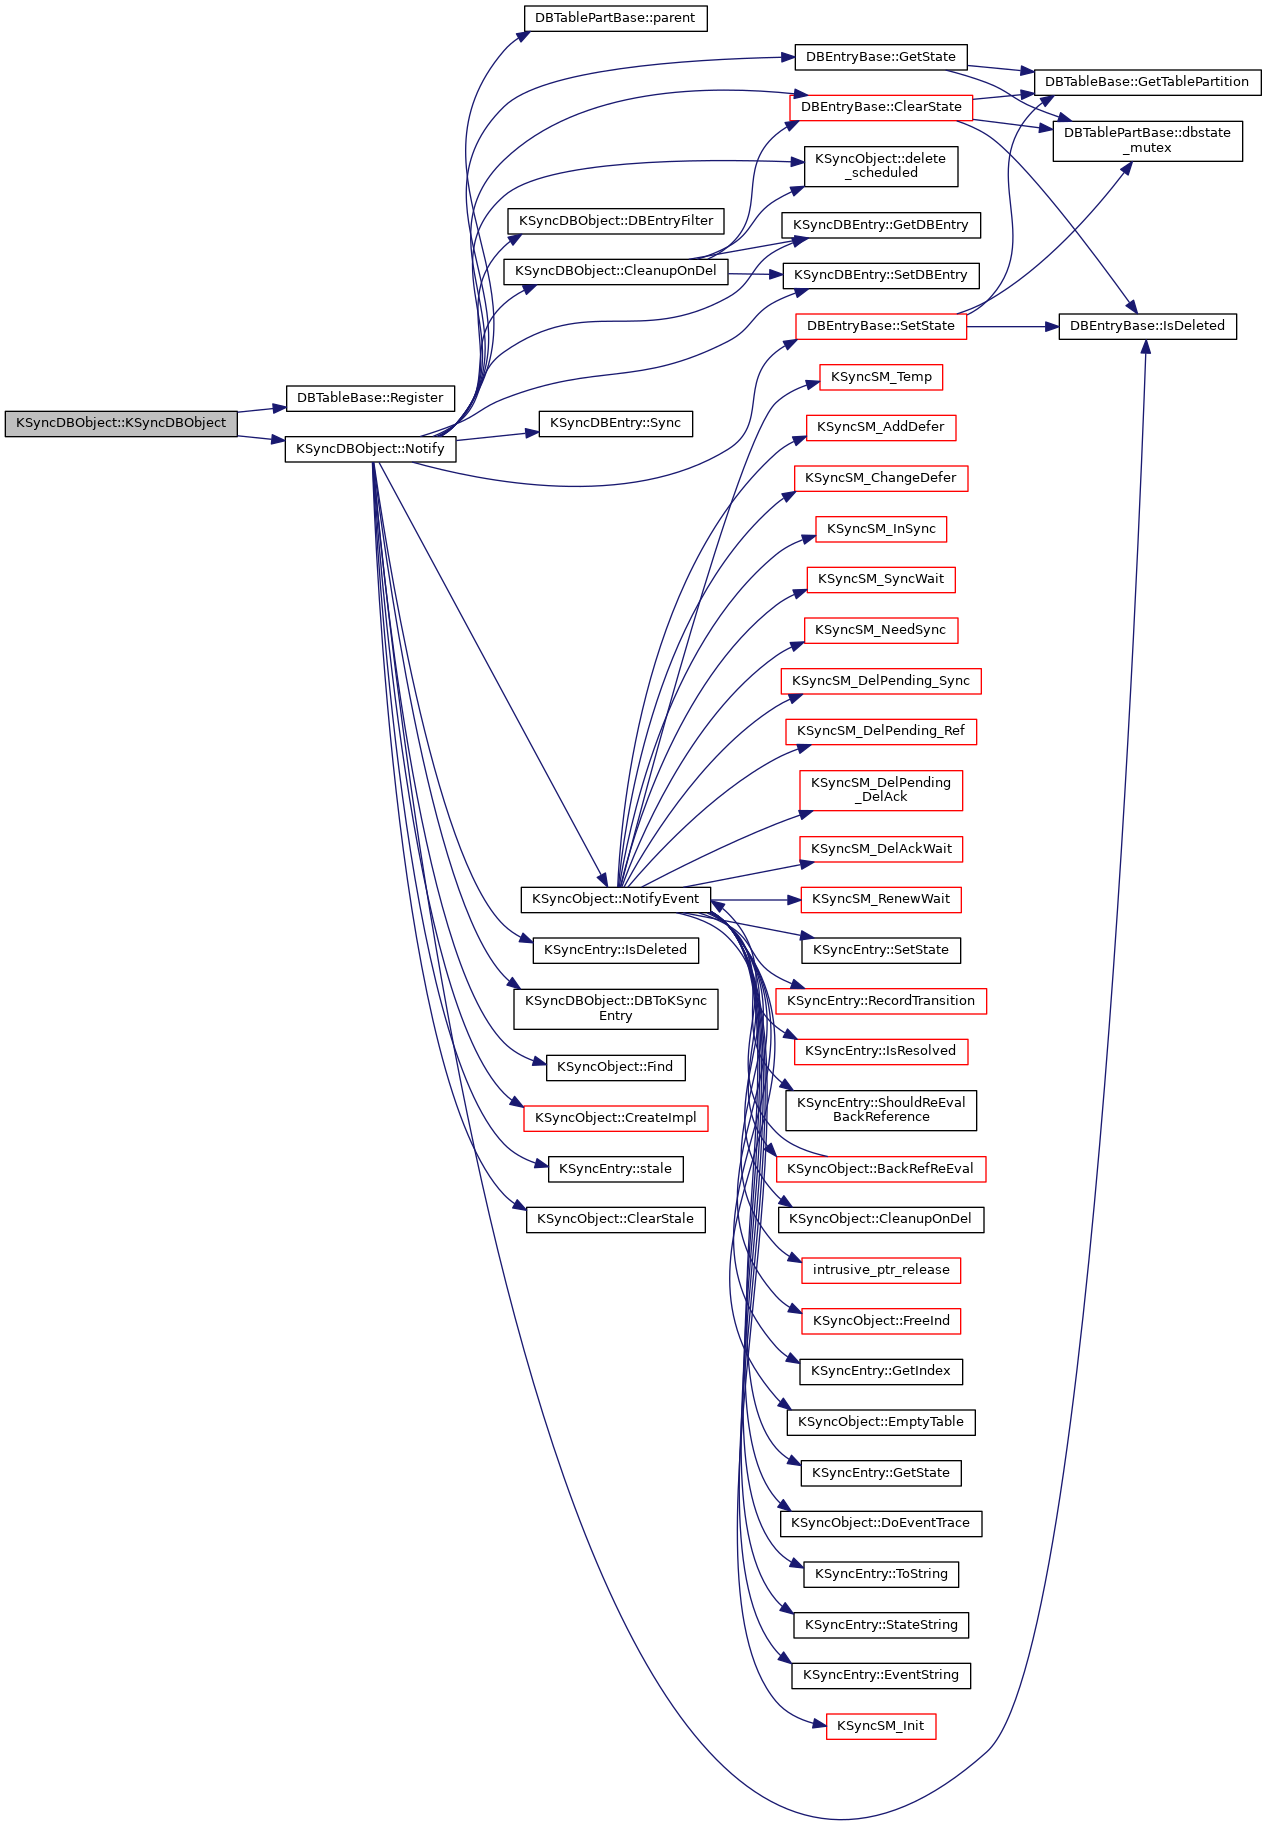 KSyncDBObject::KSyncDBObject
DBTableBase::Register
KSyncDBObject::Notify
DBTablePartBase::parent
KSyncDBObject::DBEntryFilter
KSyncDBObject::CleanupOnDel
KSyncDBEntry::Sync
KSyncObject::NotifyEvent
KSyncEntry::IsDeleted
KSyncDBObject::DBToKSync
Entry
KSyncObject::Find
KSyncObject::CreateImpl
KSyncEntry::stale
KSyncObject::ClearStale
DBEntryBase::GetState
DBEntryBase::ClearState
KSyncObject::delete
_scheduled
KSyncDBEntry::GetDBEntry
KSyncDBEntry::SetDBEntry
DBEntryBase::SetState
KSyncSM_Temp
KSyncSM_AddDefer
KSyncSM_ChangeDefer
KSyncSM_InSync
KSyncSM_SyncWait
KSyncSM_NeedSync
KSyncSM_DelPending_Sync
KSyncSM_DelPending_Ref
KSyncSM_DelPending
_DelAck
KSyncSM_DelAckWait
KSyncSM_RenewWait
KSyncEntry::SetState
KSyncEntry::RecordTransition
KSyncEntry::IsResolved
KSyncEntry::ShouldReEval
BackReference
KSyncObject::BackRefReEval
KSyncObject::CleanupOnDel
intrusive_ptr_release
KSyncObject::FreeInd
KSyncEntry::GetIndex
KSyncObject::EmptyTable
KSyncEntry::GetState
KSyncObject::DoEventTrace
KSyncEntry::ToString
KSyncEntry::StateString
KSyncEntry::EventString
KSyncSM_Init
DBTableBase::GetTablePartition
DBTablePartBase::dbstate
_mutex
DBEntryBase::IsDeleted